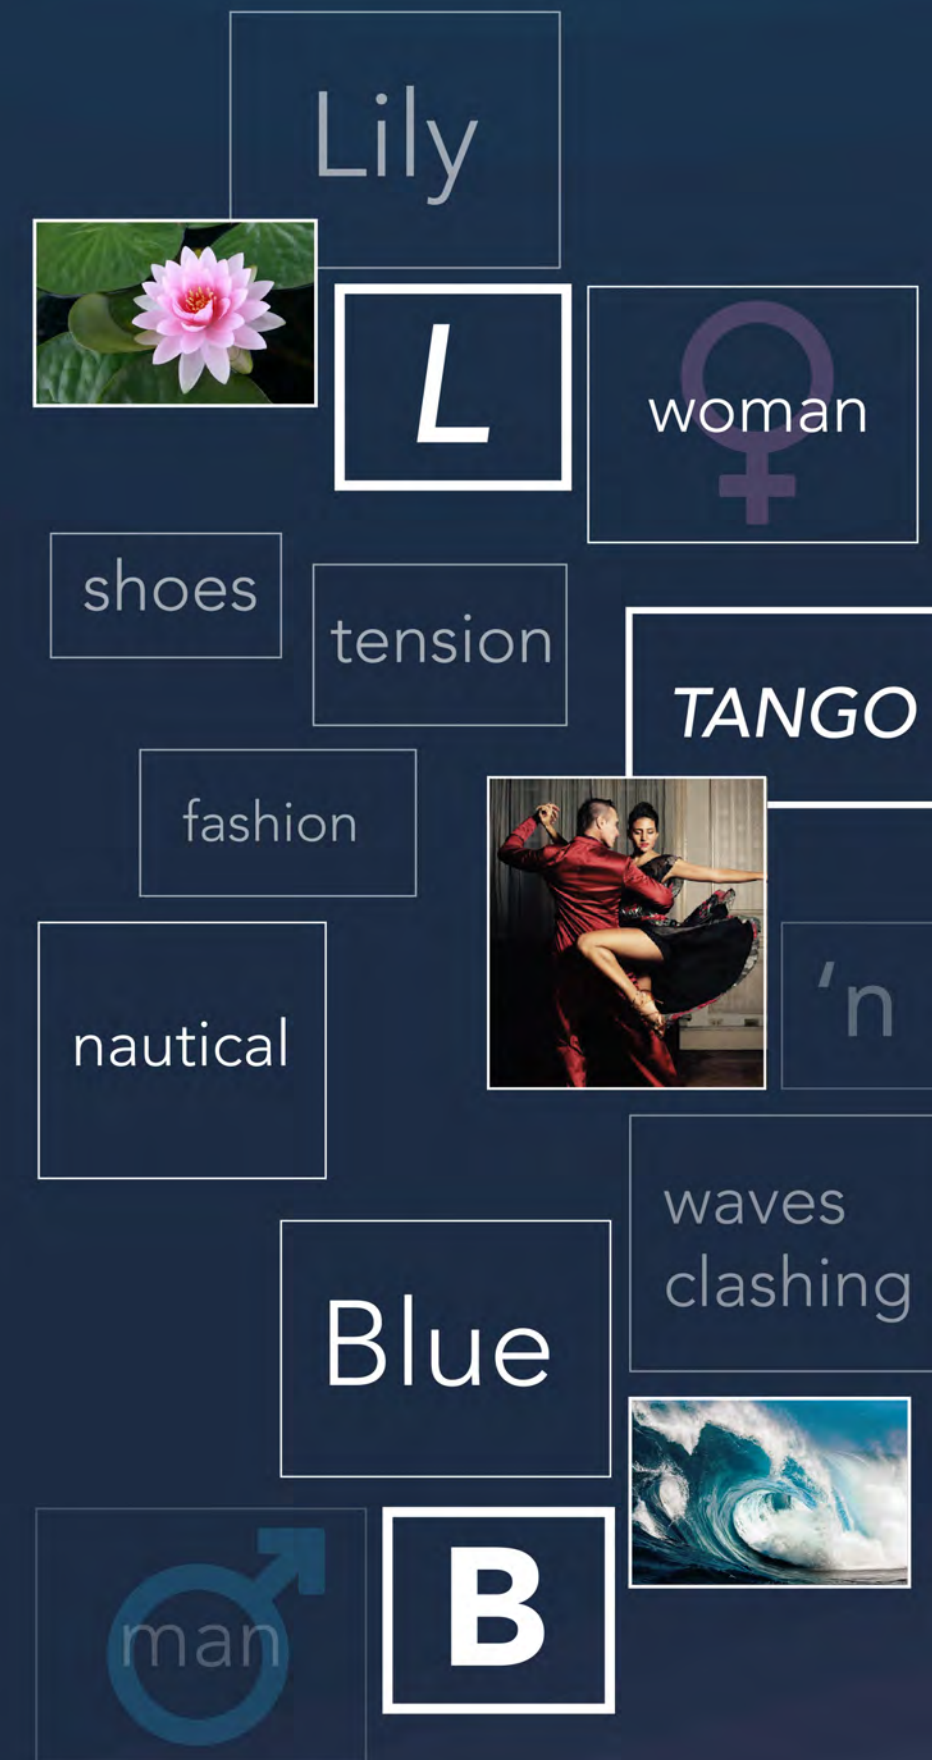 Lily
L
woman
shoes
tension
TANGO
fashion
‘n
nautical
waves
clashing
Blue
B
man